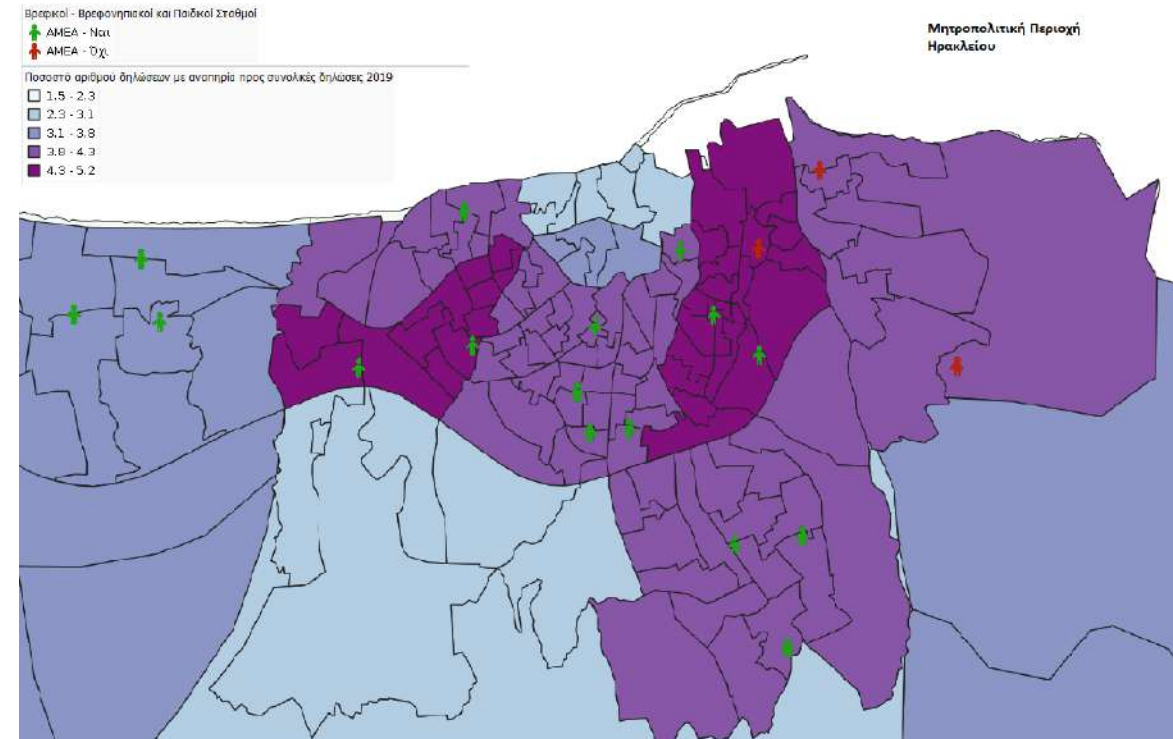 Βρεφικοί - Βρεφονηπιακοί και Παιδικοί Σταθμοί
ΑΜΕΑ - Ναι
ΑΜΕΑ - Όχι
Ποσοστό αριθμού δηλώσεων με αναπηρία προς συνολικές δηλώσεις 2019
1.5 - 2.3
2.3 - 3.1
3.1 - 3.8
3.8 - 4.3
4.3 - 5.2
Μητροπολιτική Περιοχή
Ηρακλείου